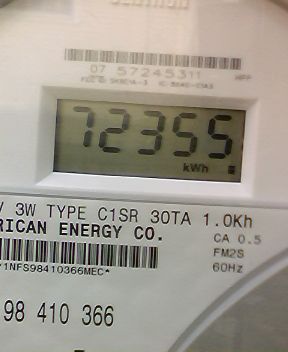 07 57245311
72355
kWh
V 3W TYPE C1SR 30TA 1.0Kh
RICAN ENERGY CO.
CA 0.5
FM2S
60Hz
98 410 366